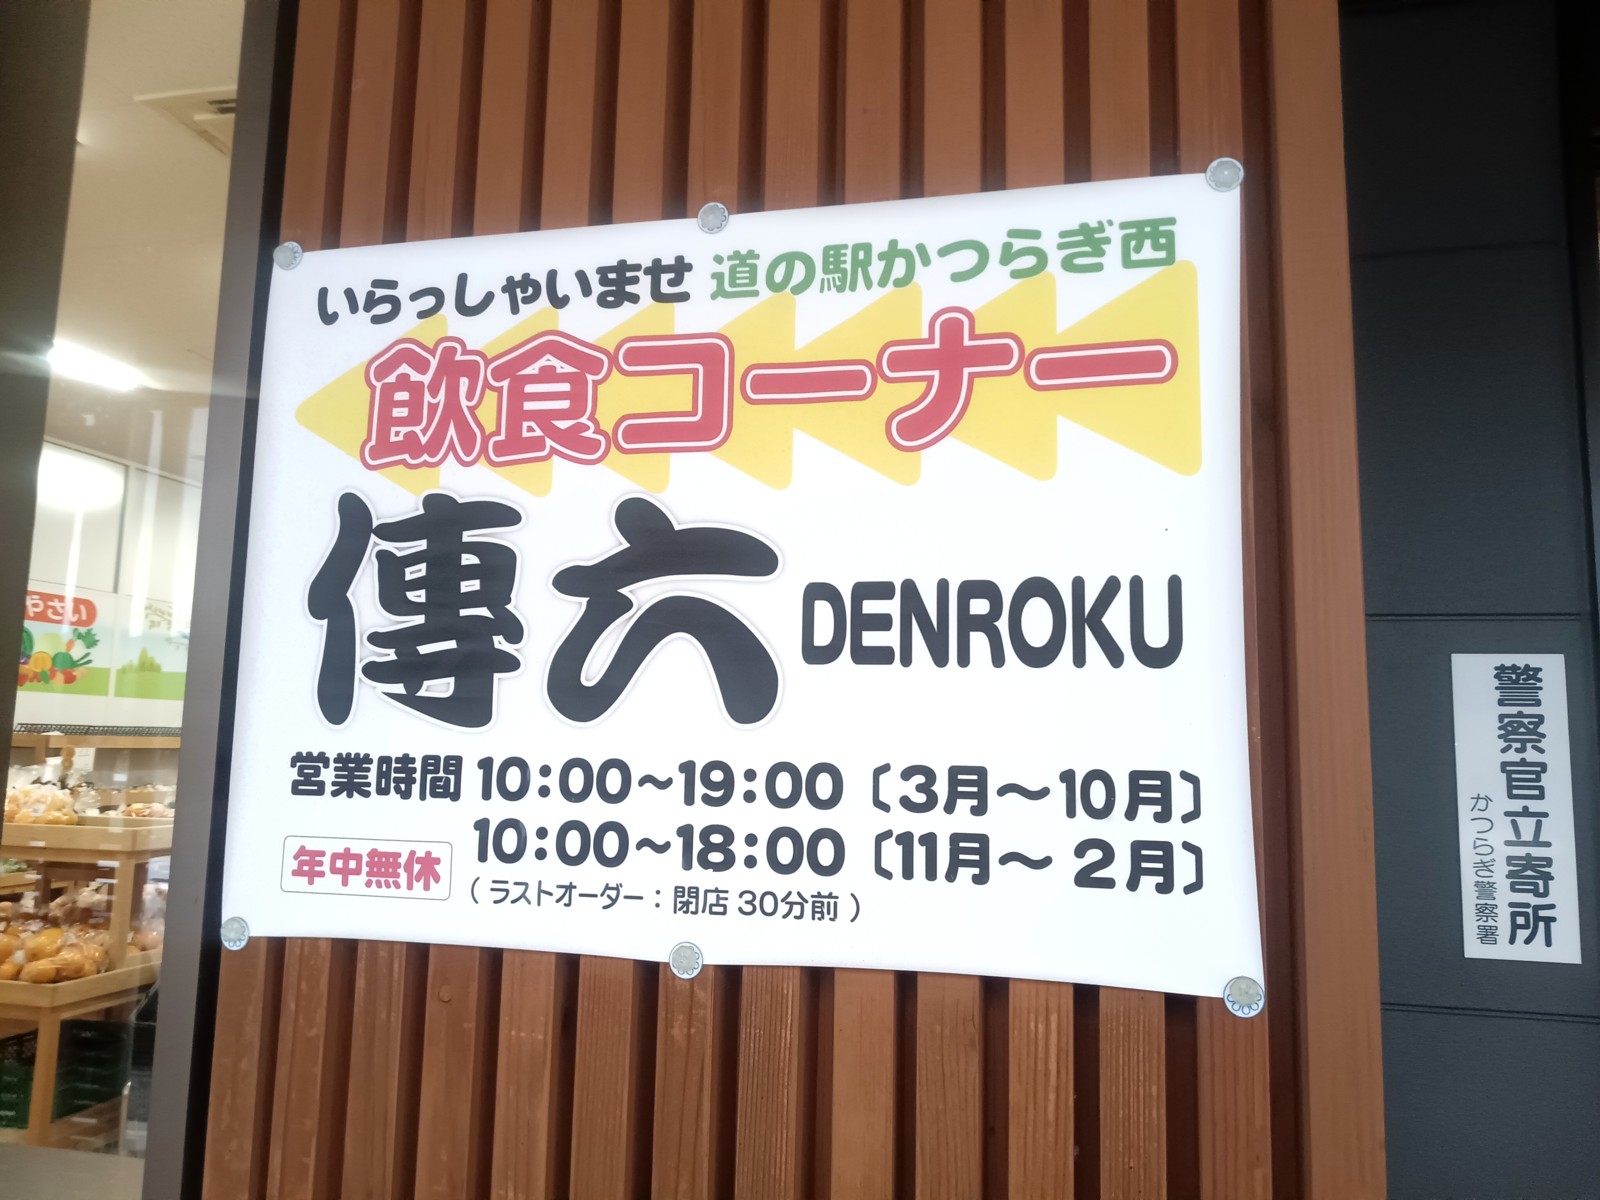 いらっしゃいませ 道の駅かつらぎ西
飲食コーナー
傳六 DENROKU
営業時間 10:00～19:00〔3月～10月〕
10:00～18:00〔11月～2月〕
年中無休
（ラストオーダー：閉店30分前）
警察官立寄所
かつらぎ警察署
やさい